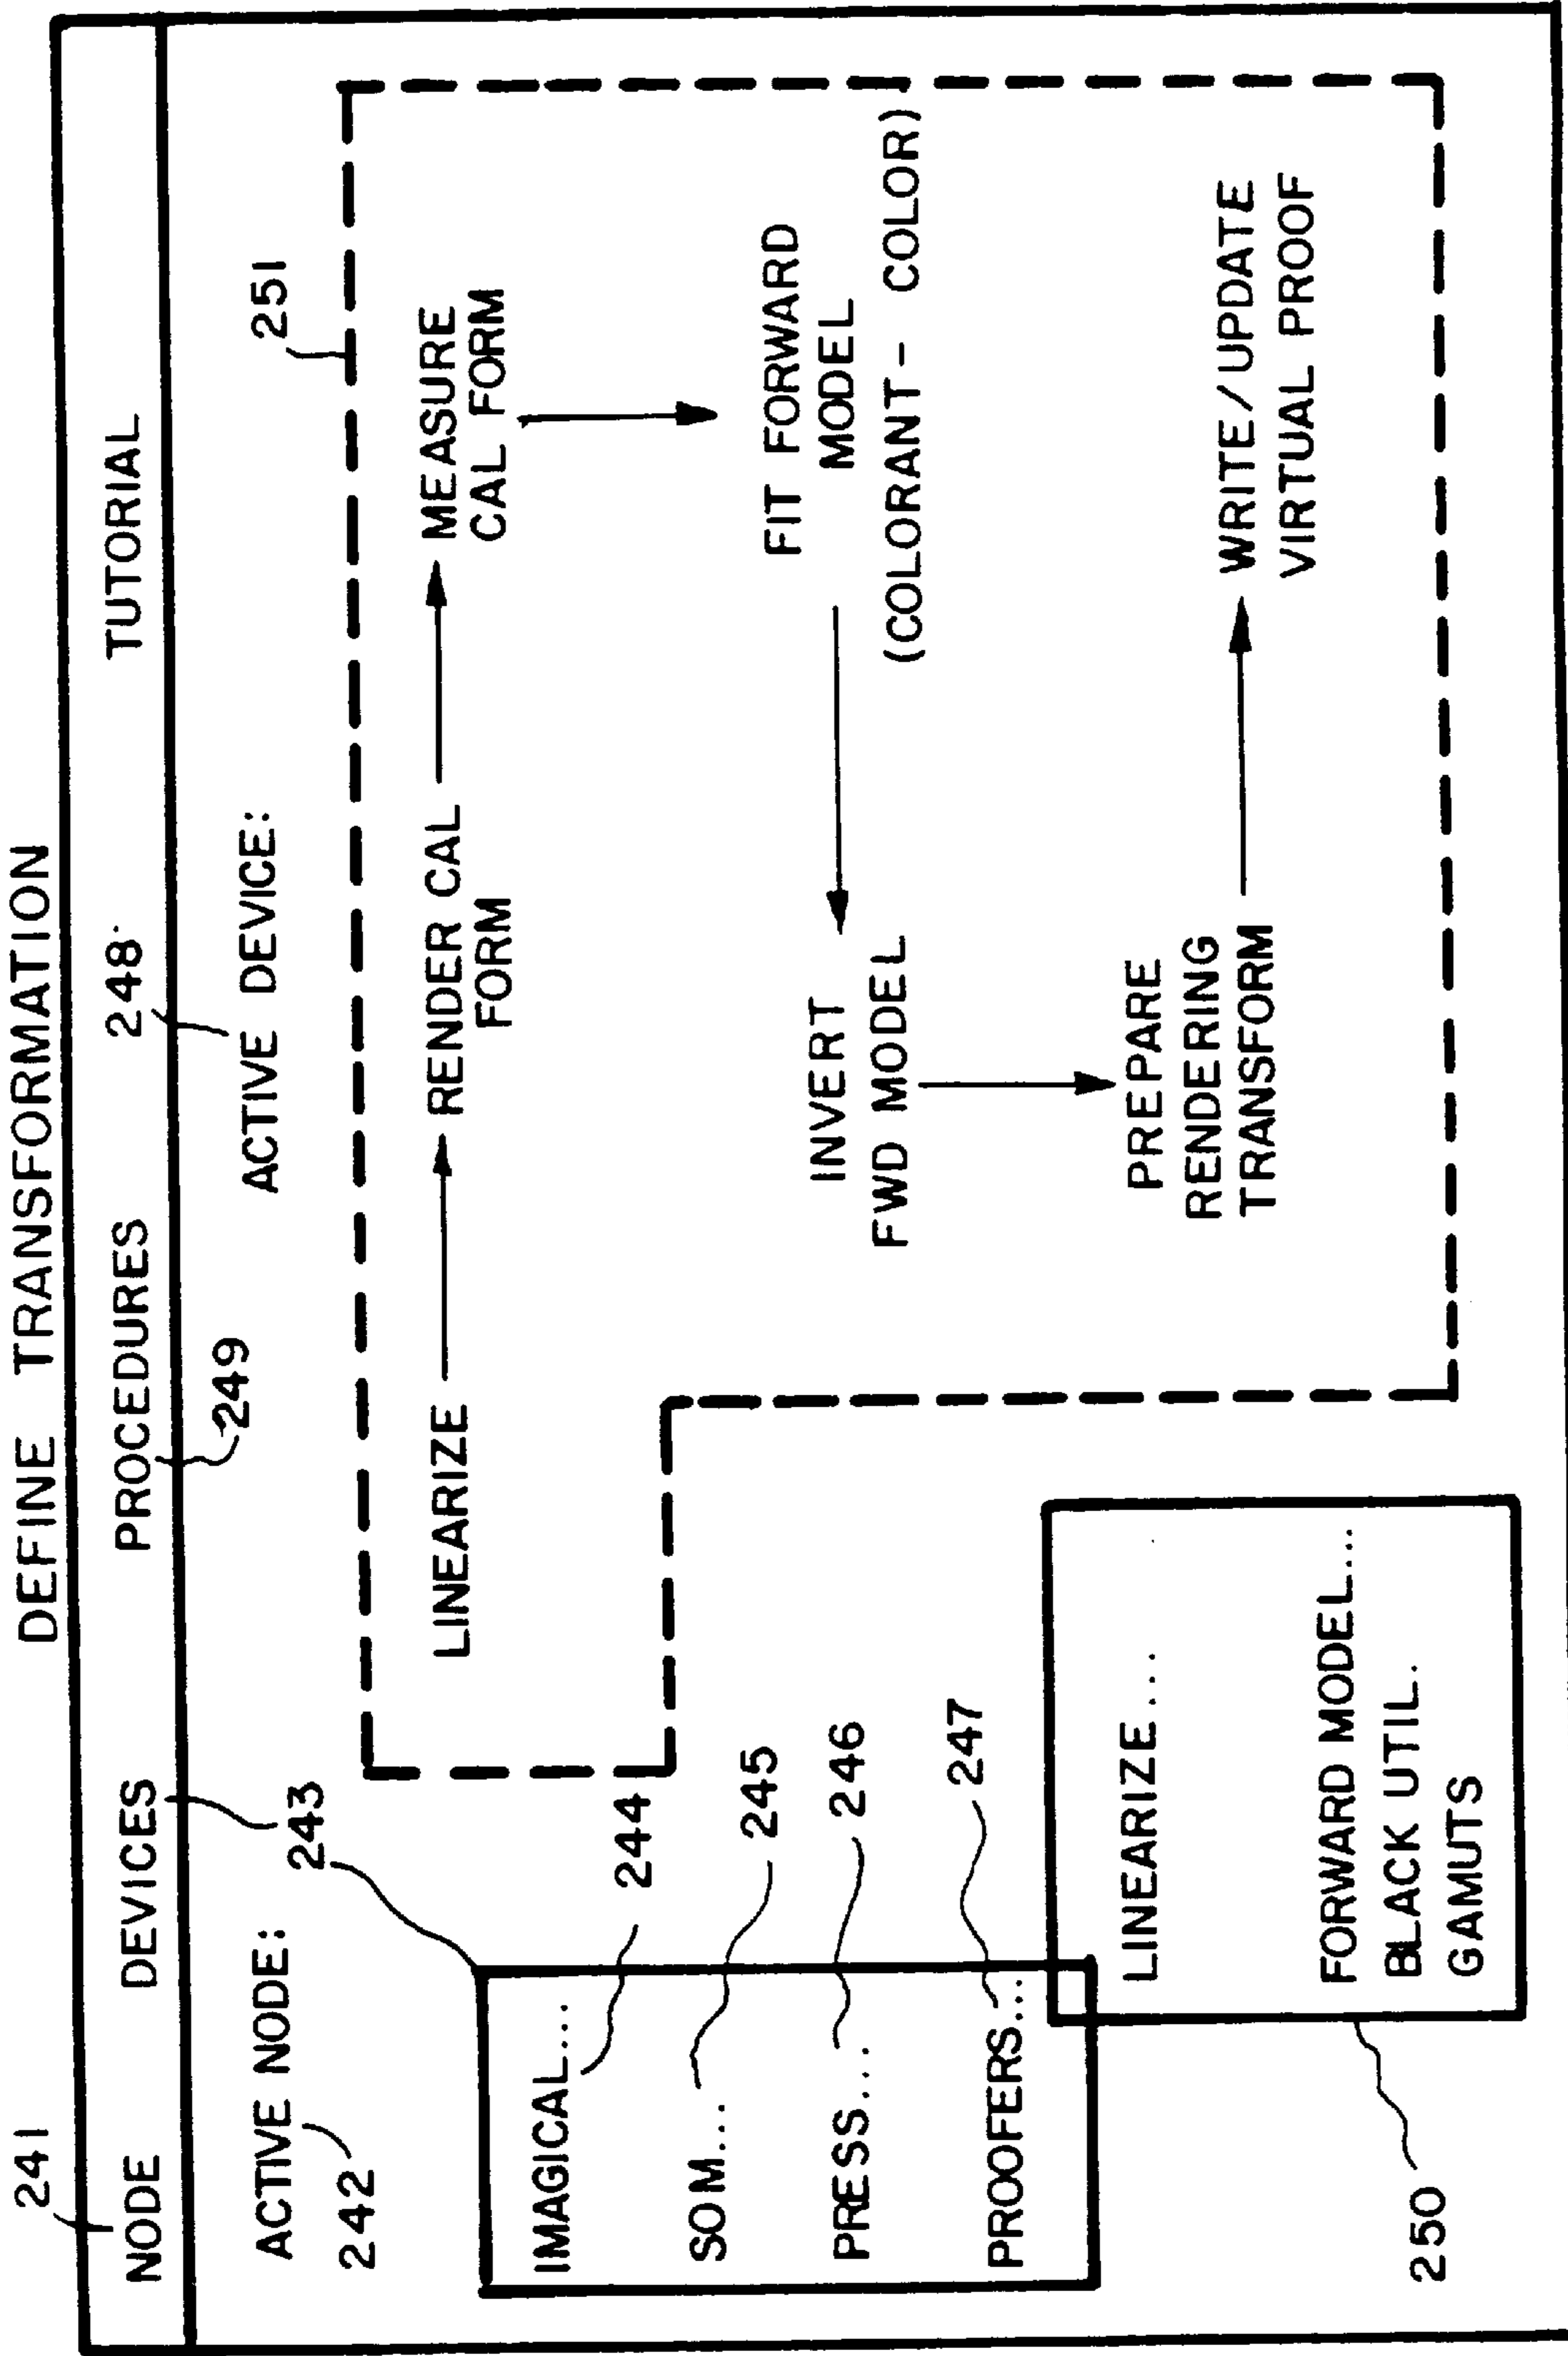 DEFINE TRANSFORMATION
241
NODE DEVICES PROCEDURES 248 TUTORIAL
249
ACTIVE NODE: 243 ACTIVE DEVICE: 251
242
IMAGICAL... 244
SOM... 245
PRESS... 246
PROOFERS... 247
LINEARIZE RENDER CAL
FORM
MEASURE
CAL FORM
FIT FORWARD
MODEL
(COLORANT- COLOR)
INVERT
FWD MODEL
PREPARE
RENDERING
TRANSFORM
WRITE/UPDATE
VIRTUAL PROOF
LINEARIZE...
FORWARD MODEL...
BLACK UTIL.
GAMUTS
250